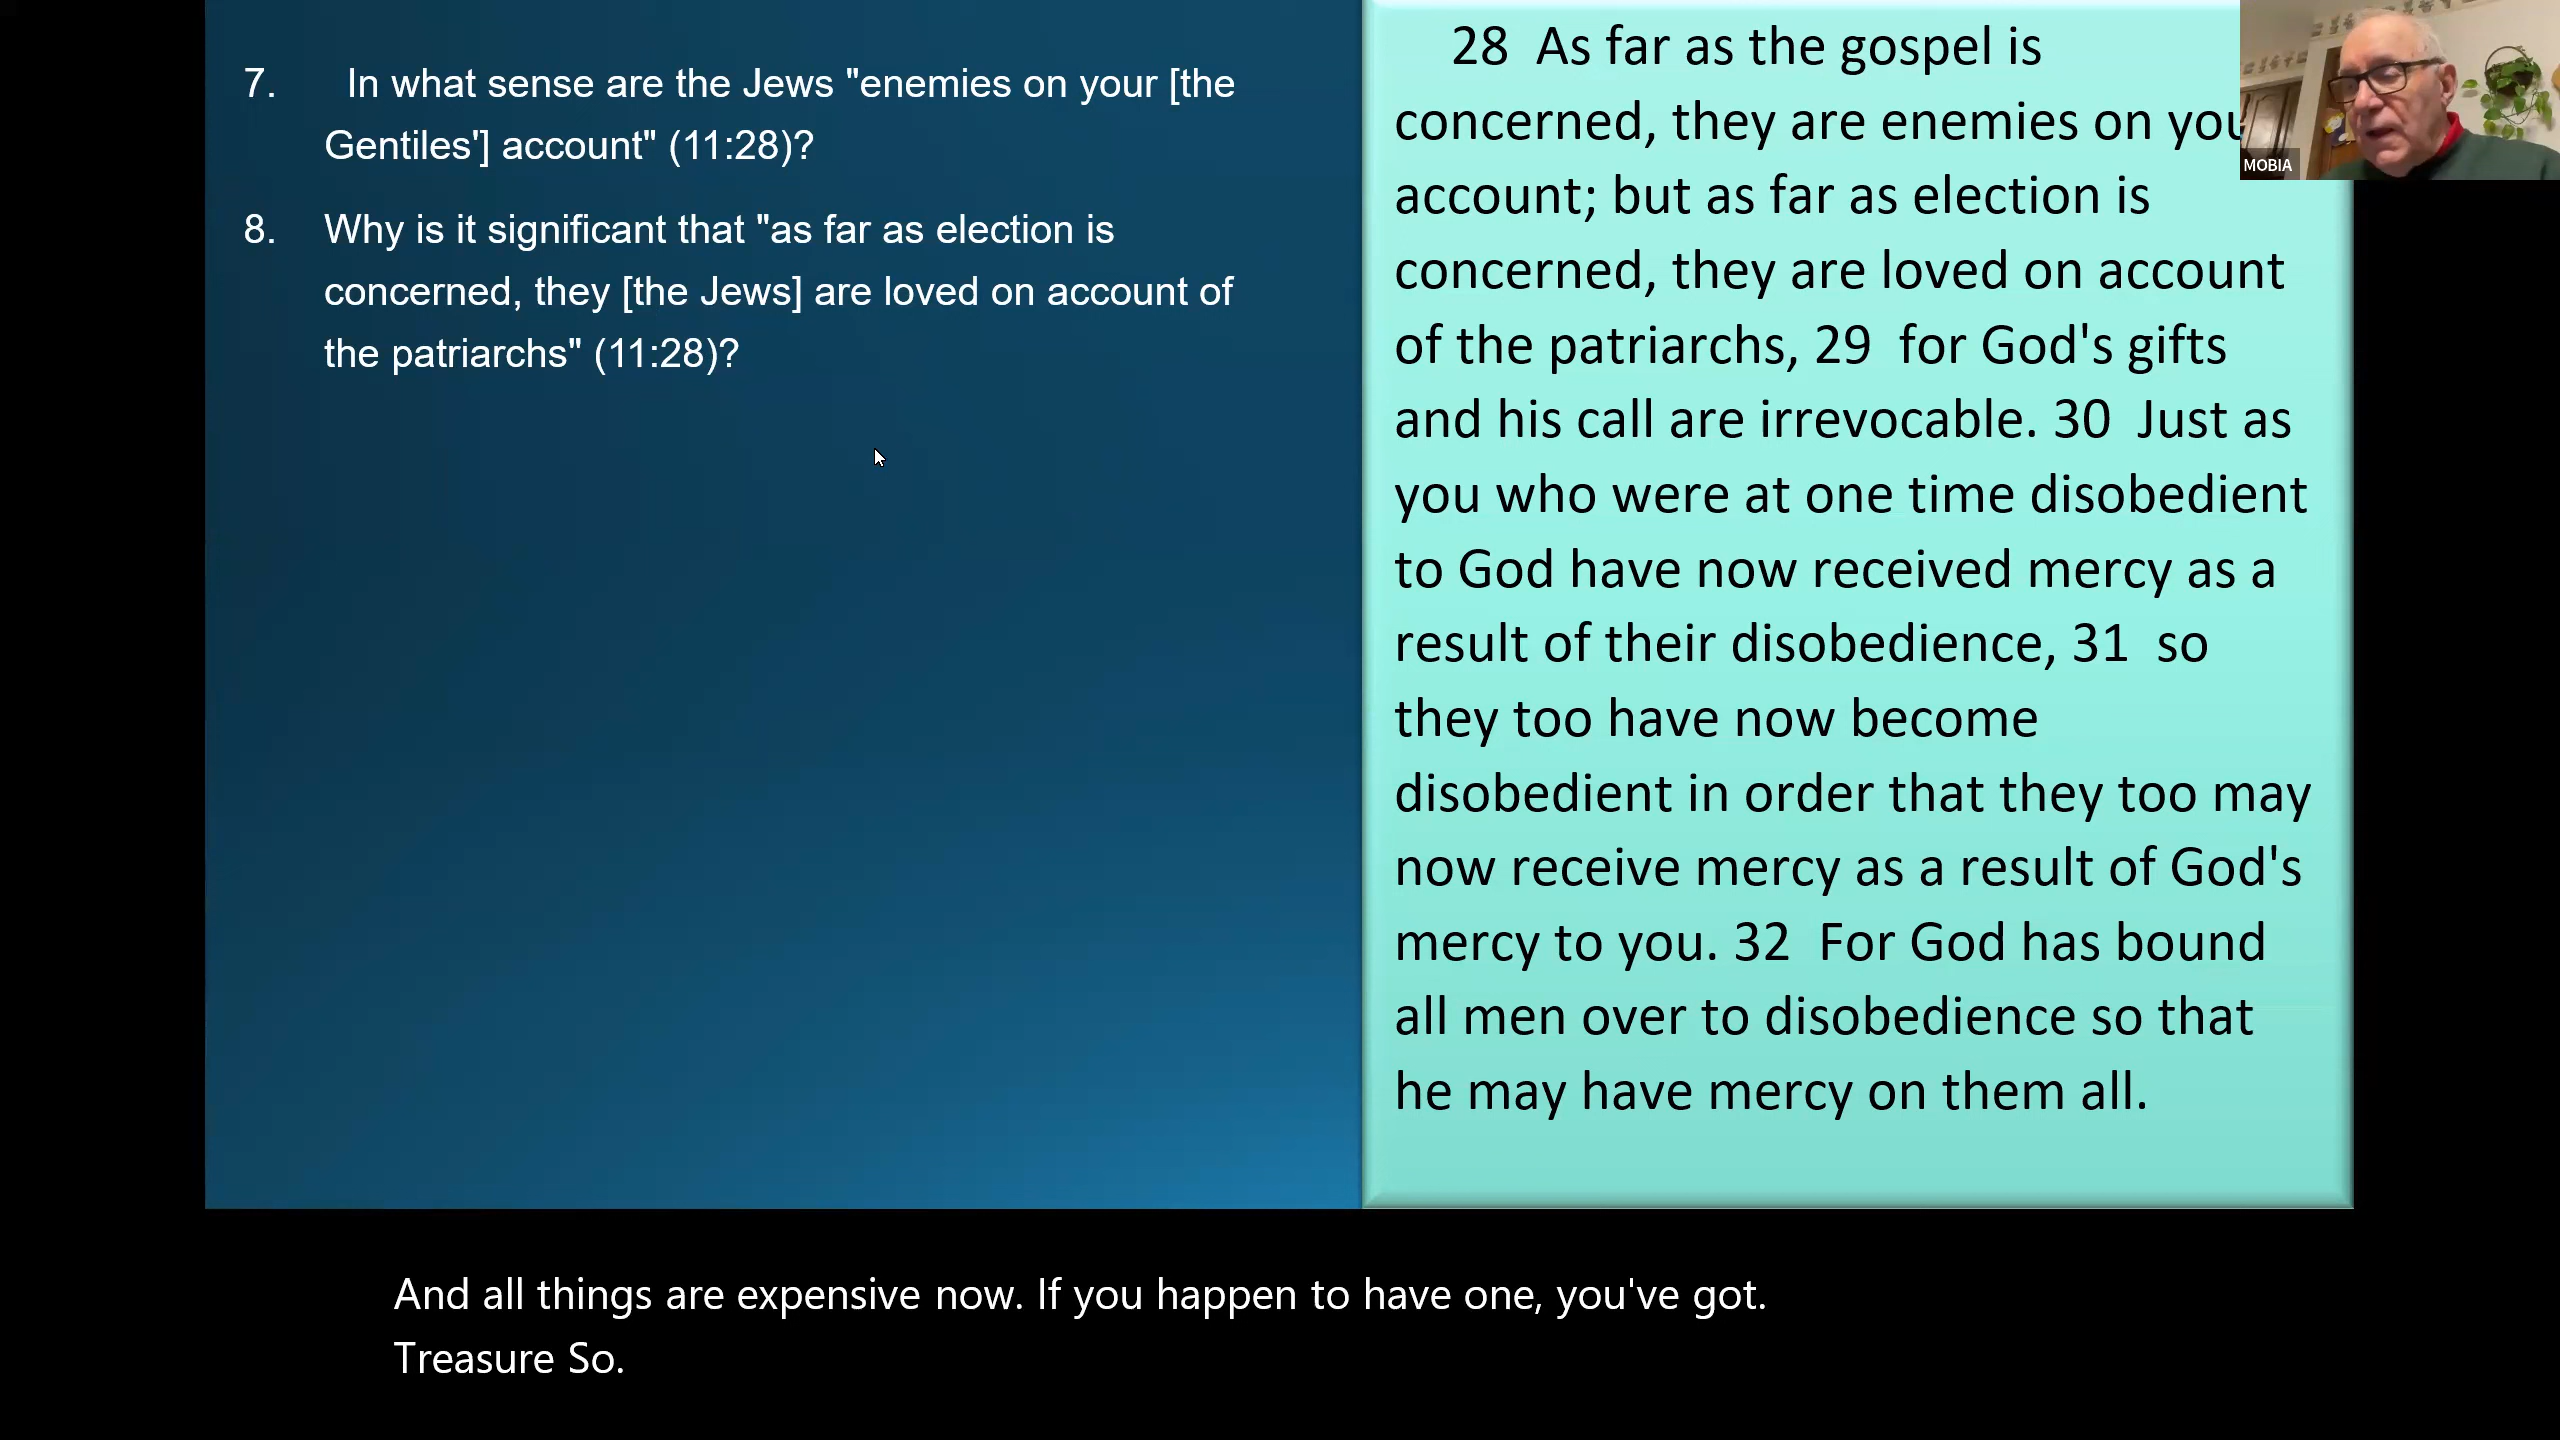 7. In what sense are the Jews "enemies on your [the
Gentiles'] account" (11:28)?
8. Why is it significant that "as far as election is
concerned, they [the Jews] are loved on account of
the patriarchs" (11:28)?
28 As far as the gospel is
concerned, they are enemies on you
account; but as far as election is
concerned, they are loved on account
of the patriarchs, 29 for God's gifts
and his call are irrevocable. 30 Just as
you who were at one time disobedient
to God have now received mercy as a
result of their disobedience, 31 so
they too have now become
disobedient in order that they too may
now receive mercy as a result of God's
mercy to you. 32 For God has bound
all men over to disobedience so that
he may have mercy on them all.
MOBIA
And all things are expensive now. If you happen to have one, you've got.
Treasure So.